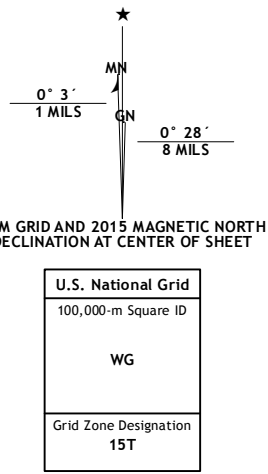 ★
MN
0° 3´
1 MILS
GN
0° 28´
8 MILS
M GRID AND 2015 MAGNETIC NORTH
DECLINATION AT CENTER OF SHEET
U.S. National Grid
100,000-m Square ID
WG
Grid Zone Designation
15T